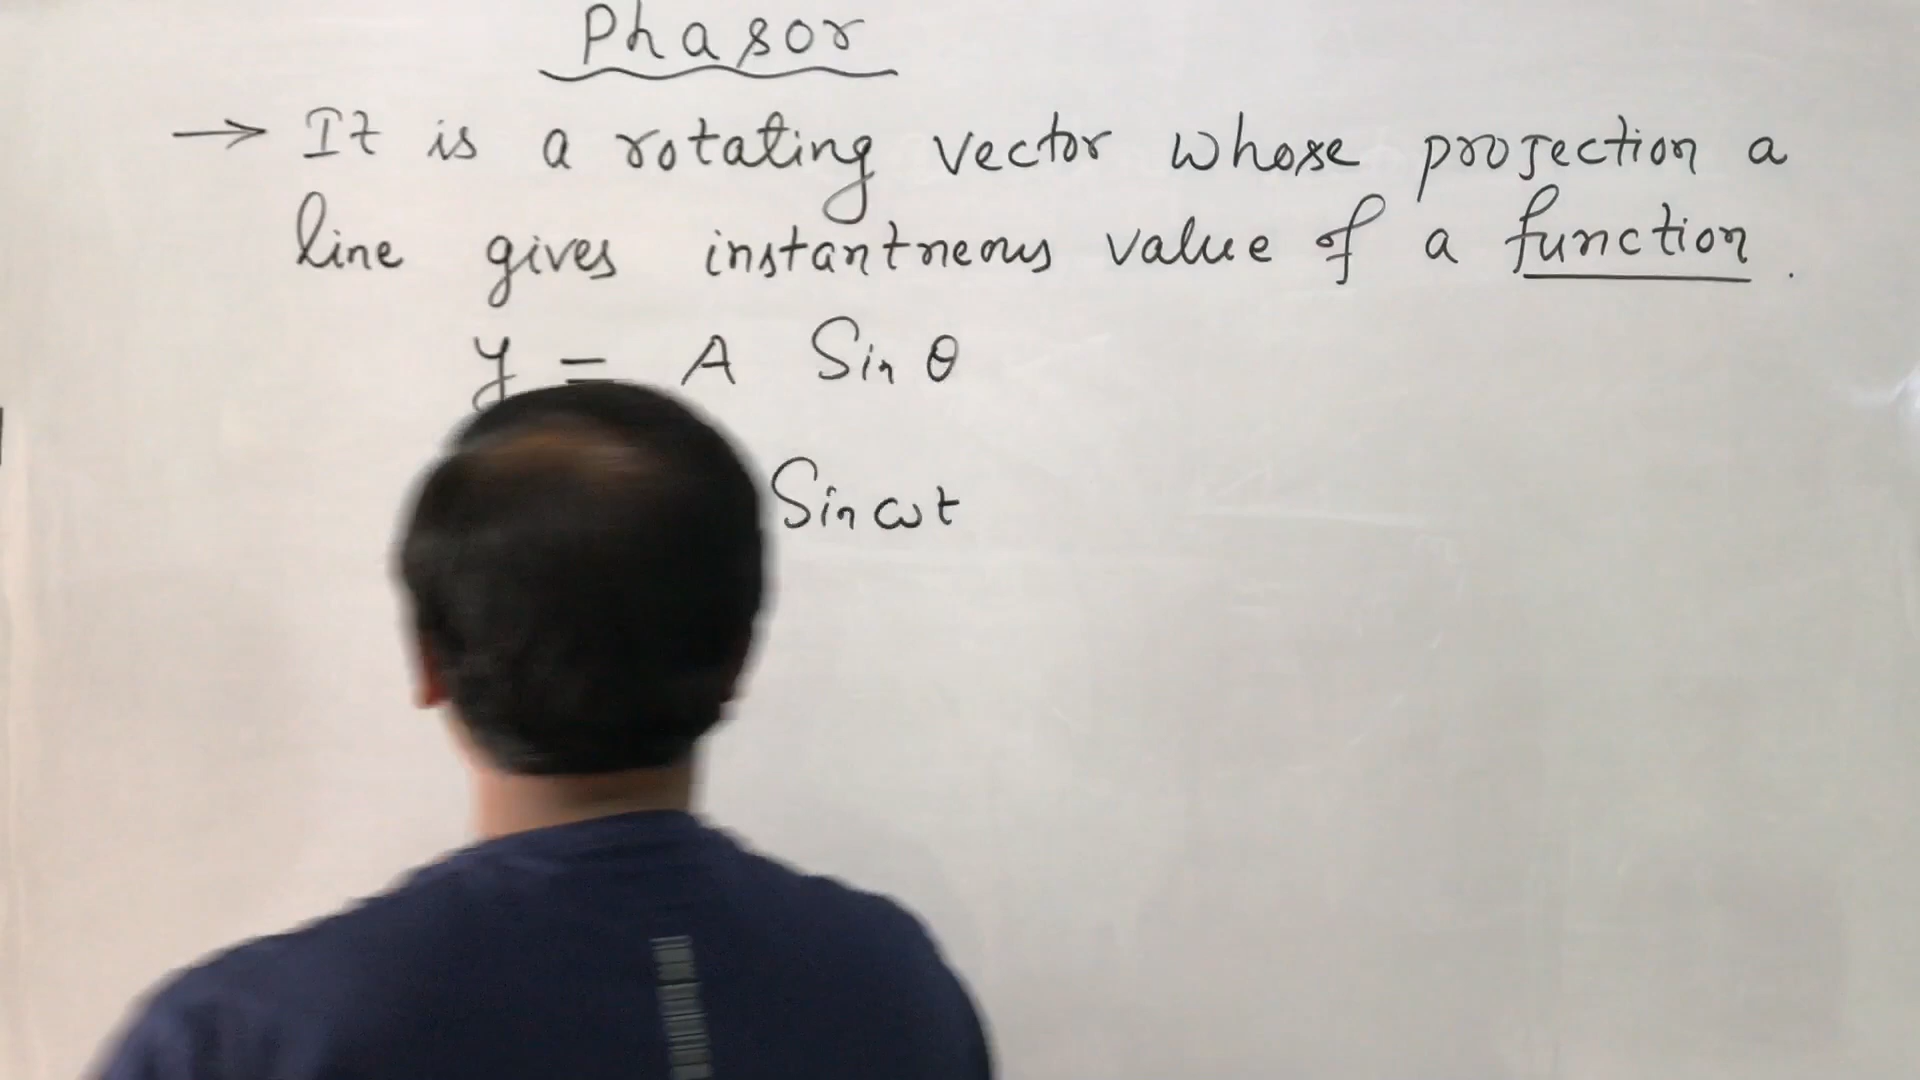 Phasor
→ It is a rotating vector whose projection a
line gives instantneous value of a function.
y = A Sin θ
Sin ωt